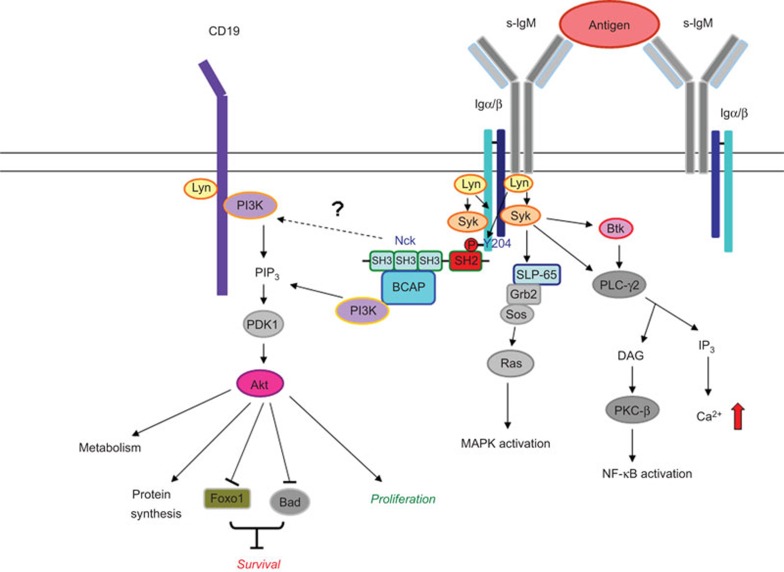 CD19
s-IgM
Antigen
s-IgM
Igα/β
Igα/β
Lyn
PI3K
?
Lyn
Lyn
Syk
Syk
Btk
Nck
P
Y204
SH3 SH3 SH3
SH2
BCAP
PI3K
SLP-65
Grb2
Sos
PLC-γ2
PIP3
PDK1
Akt
Ras
DAG
IP3
PKC-β
Ca2+
MAPK activation
NF-κB activation
Metabolism
Protein
synthesis
Foxo1
Bad
Proliferation
Survival